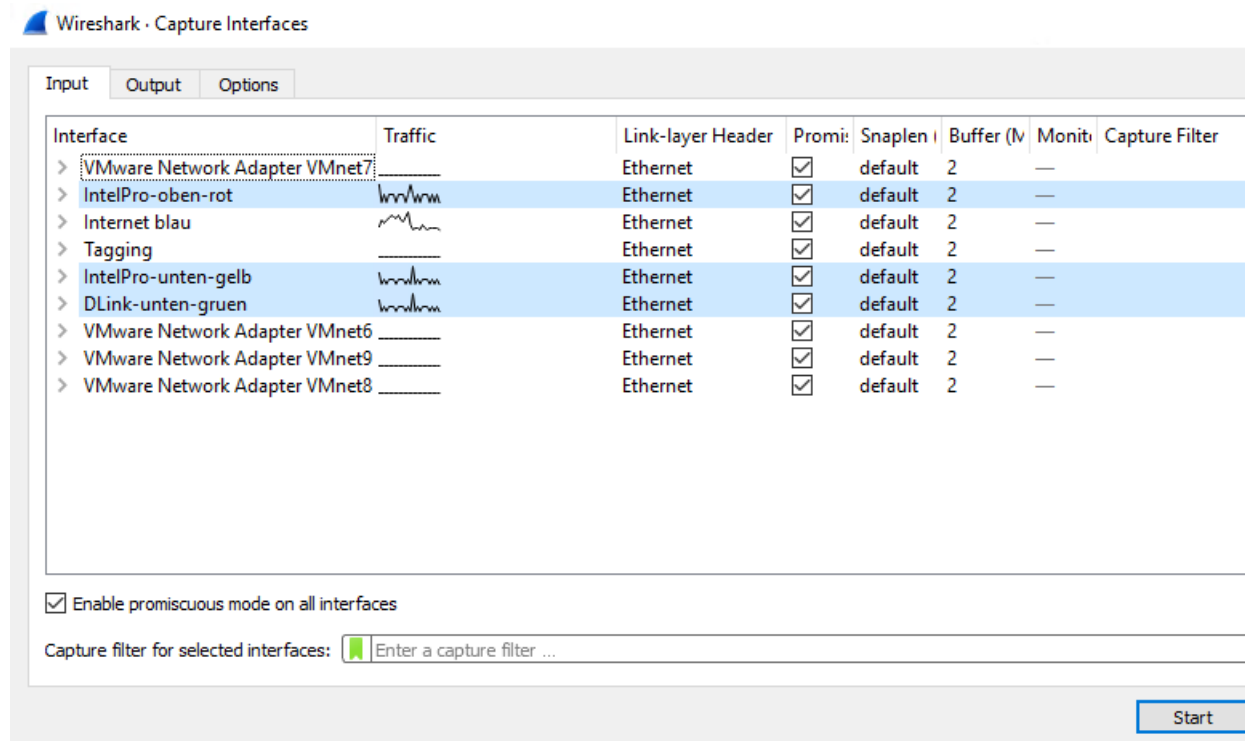 Wireshark · Capture Interfaces
Input Output Options
Interface Traffic Link-layer Header Promi: Snaplen ( Buffer (M Monit Capture Filter
VMware Network Adapter VMnet7 Ethernet default 2 —
IntelPro-oben-rot Ethernet default 2 —
Internet blau Ethernet default 2 —
Tagging Ethernet default 2 —
IntelPro-unten-gelb Ethernet default 2 —
DLink-unten-gruen Ethernet default 2 —
VMware Network Adapter VMnet6 Ethernet default 2 —
VMware Network Adapter VMnet9 Ethernet default 2 —
VMware Network Adapter VMnet8 Ethernet default 2 —
Enable promiscuous mode on all interfaces
Capture filter for selected interfaces: Enter a capture filter ...
Start